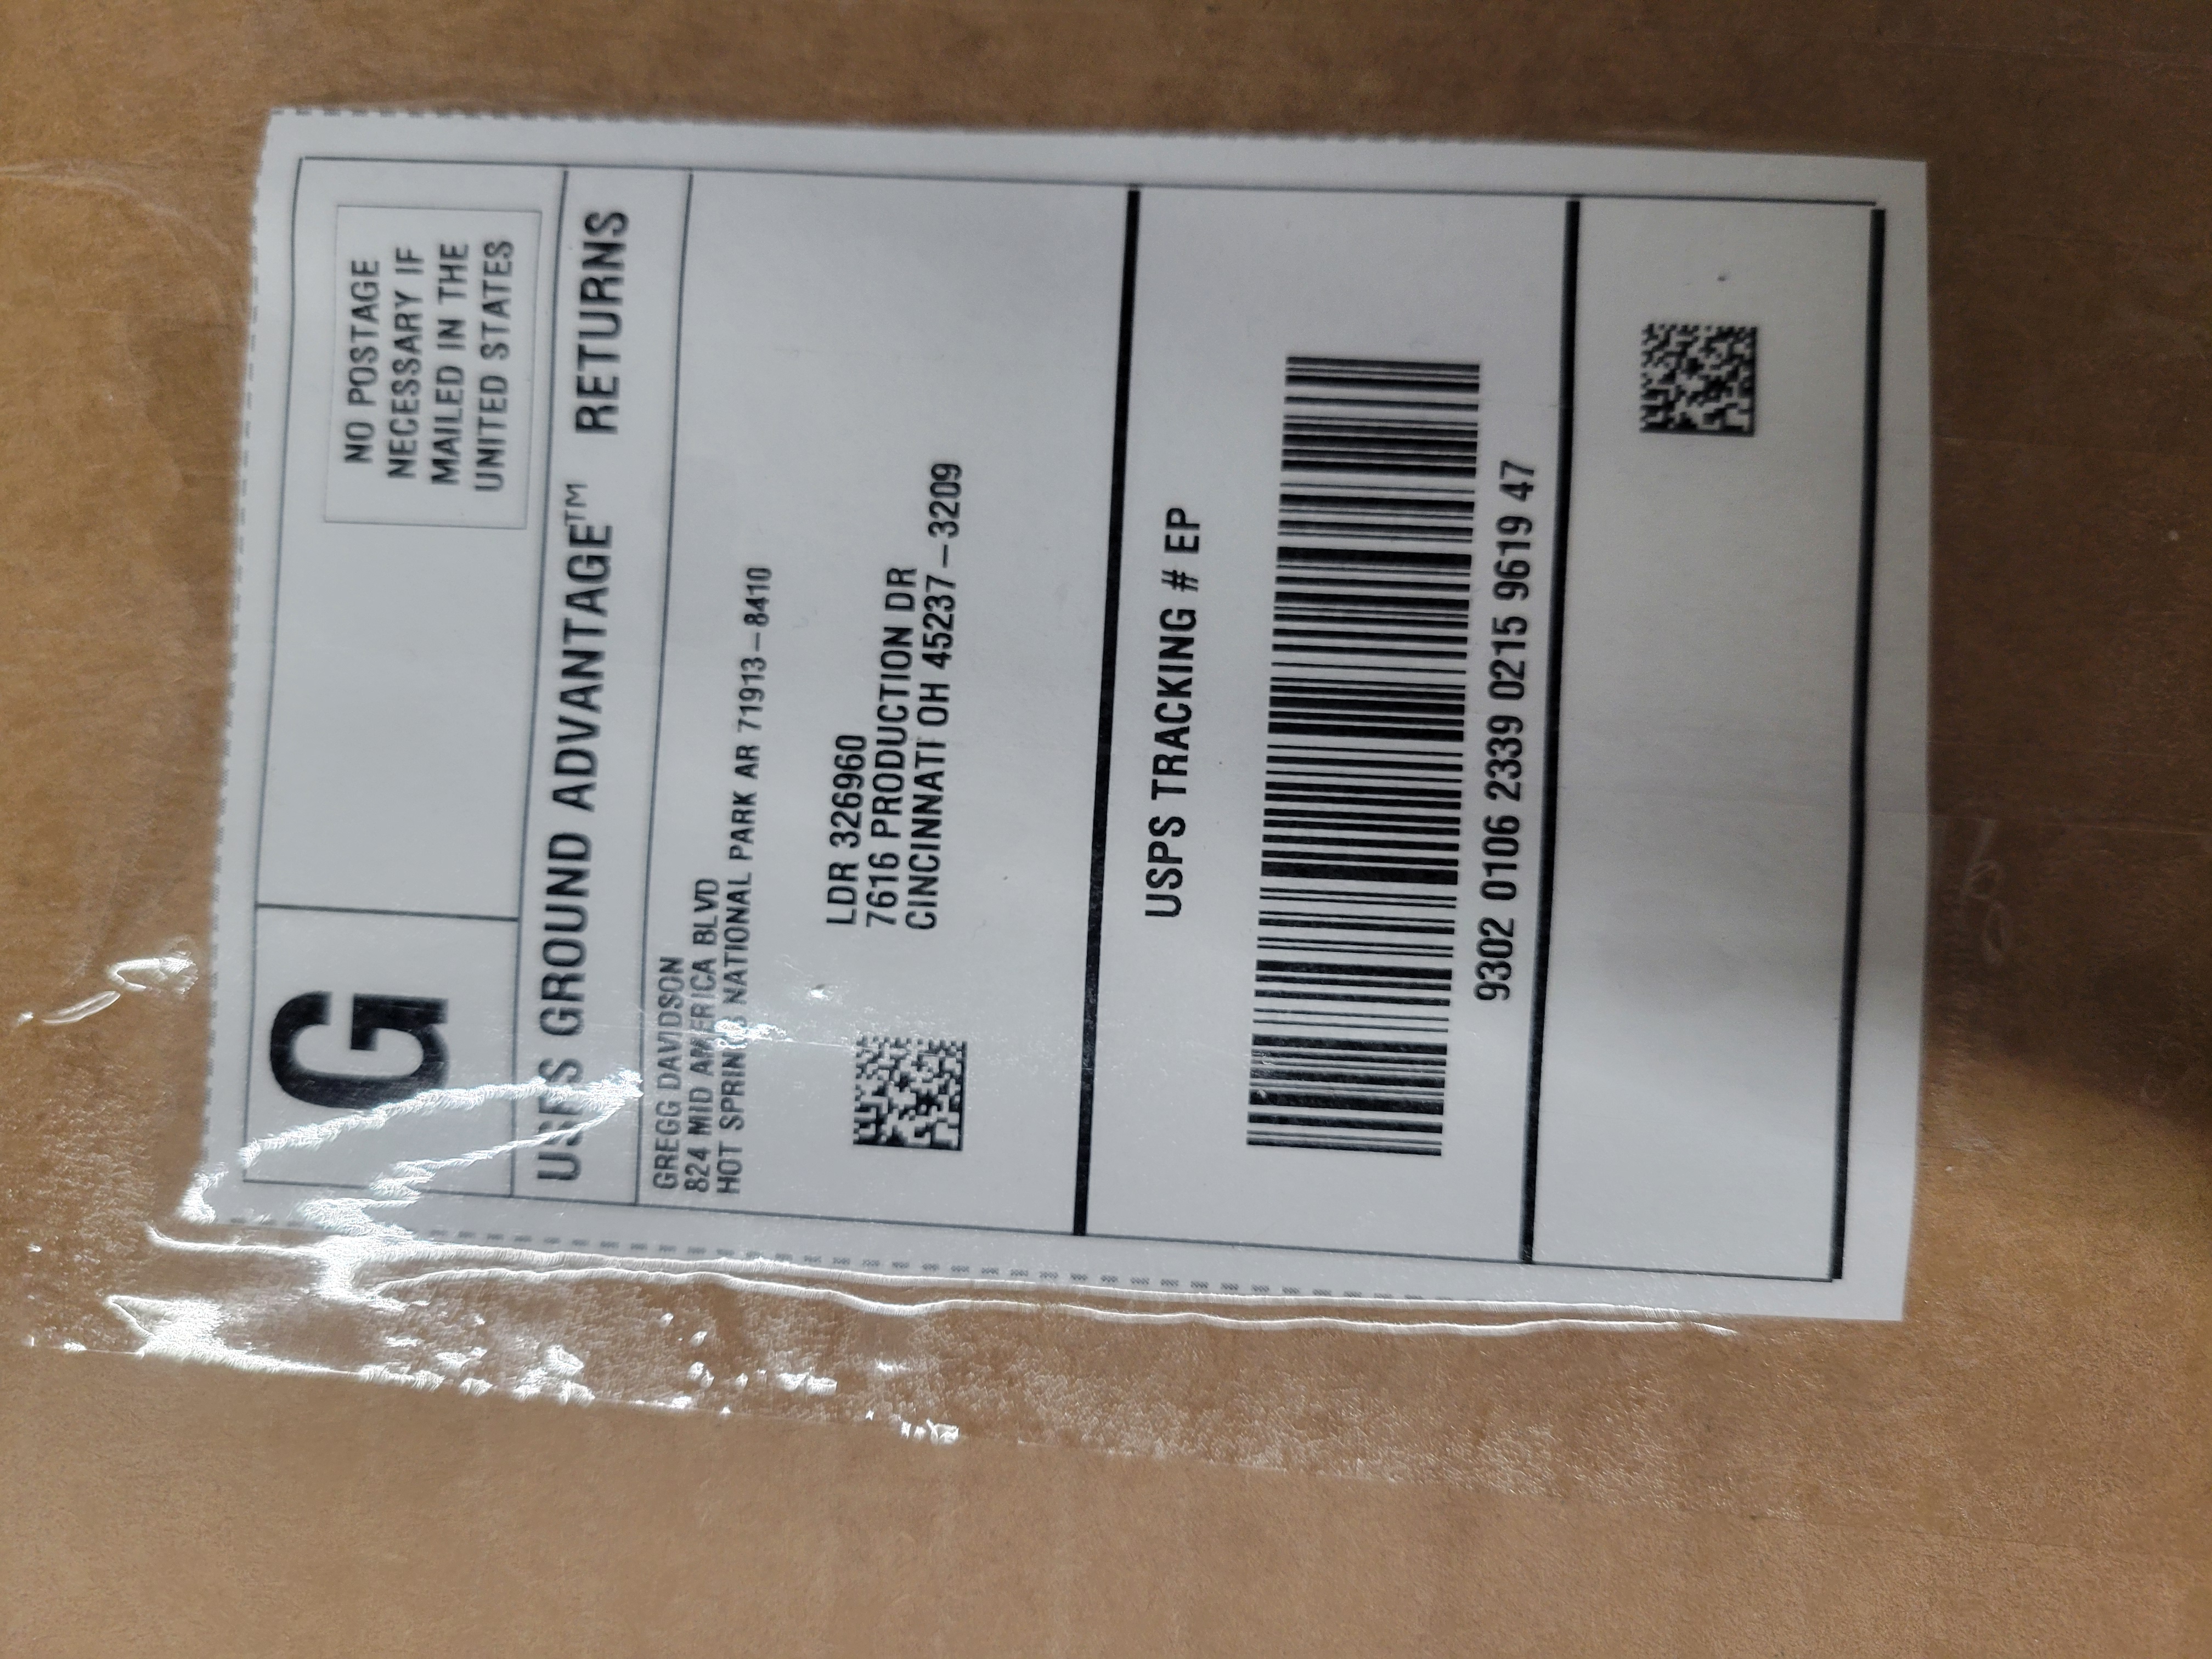 G
NO POSTAGE
NECESSARY IF
MAILED IN THE
UNITED STATES
USPS GROUND ADVANTAGE™ RETURNS
GREGG DAVIDSON
824 MID AMERICA BLVD
HOT SPRINGS NATIONAL PARK AR 71913-8410
LDR 326960
7616 PRODUCTION DR
CINCINNATI OH 45237-3209
USPS TRACKING # EP
9302 0106 2339 0215 9619 47